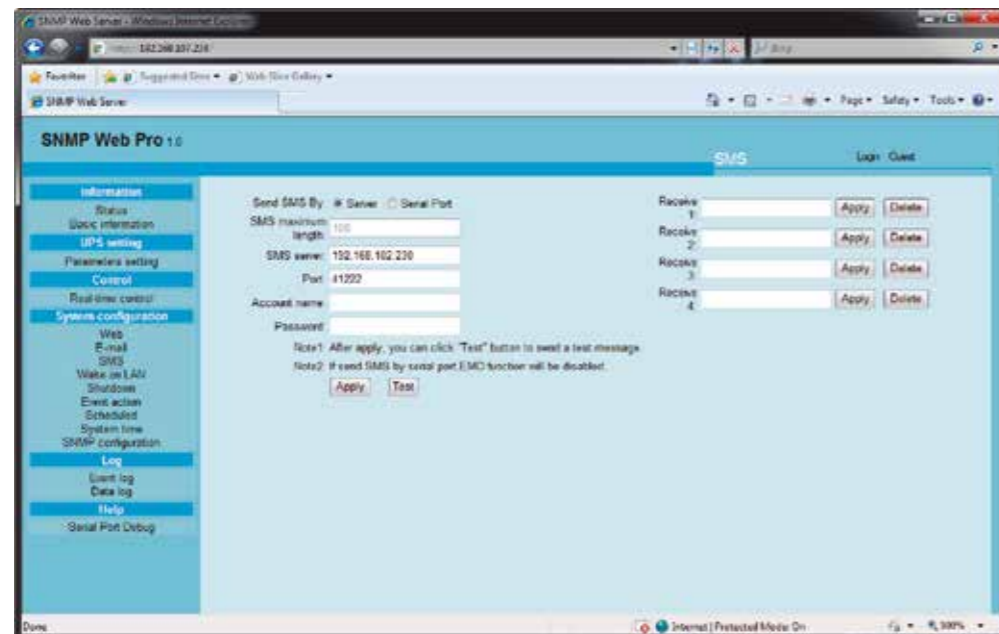 SNMP Web Server - Windows Internet Explorer
Favorites Suggested Sites Web Slice Gallery
SNMP Web Server
Page Safety Tools
SNMP Web Pro 1.0
SMS
Login Guest
Information
Status
Basic information
UPS setting
Parameters setting
Control
Real-time control
System configuration
Web
E-mail
SMS
Wake on LAN
Shutdown
Event action
Scheduled
System time
SNMP configuration
Log
Event log
Data log
Help
Serial Port Debug
Send SMS By Server Serial Port
SMS maximum length
SMS server 192.168.102.230
Port 41222
Account name
Password
Note1: After apply, you can click "Test" button to send a test message.
Note2: If send SMS by serial port,EMD function will be disabled.
Apply Test
Receive 1: Apply Delete
Receive 2: Apply Delete
Receive 3: Apply Delete
Receive 4: Apply Delete
Done
Internet | Protected Mode: On
100%